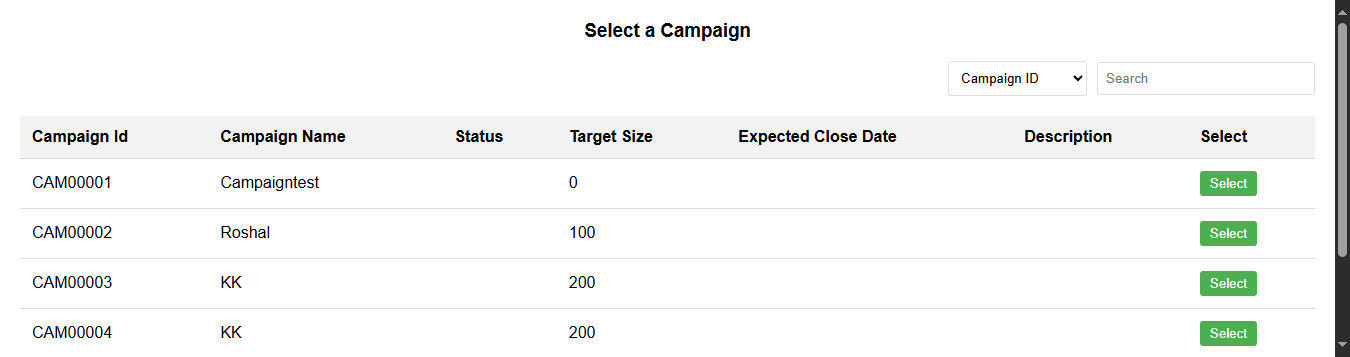 Select a Campaign
Campaign ID Search
Campaign Id Campaign Name Status Target Size Expected Close Date Description Select
CAM00001 Campaigntest 0 Select
CAM00002 Roshal 100 Select
CAM00003 KK 200 Select
CAM00004 KK 200 Select